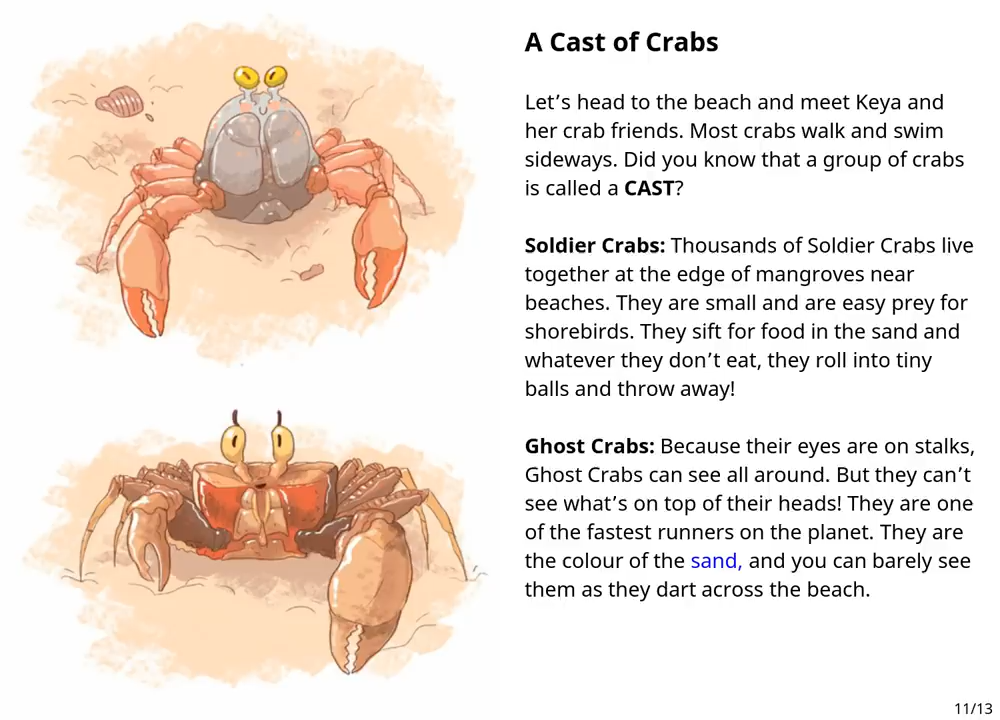 A Cast of Crabs
Let’s head to the beach and meet Keya and
her crab friends. Most crabs walk and swim
sideways. Did you know that a group of crabs
is called a CAST?
Soldier Crabs: Thousands of Soldier Crabs live
together at the edge of mangroves near
beaches. They are small and are easy prey for
shorebirds. They sift for food in the sand and
whatever they don’t eat, they roll into tiny
balls and throw away!
Ghost Crabs: Because their eyes are on stalks,
Ghost Crabs can see all around. But they can’t
see what’s on top of their heads! They are one
of the fastest runners on the planet. They are
the colour of the sand, and you can barely see
them as they dart across the beach.
11/13